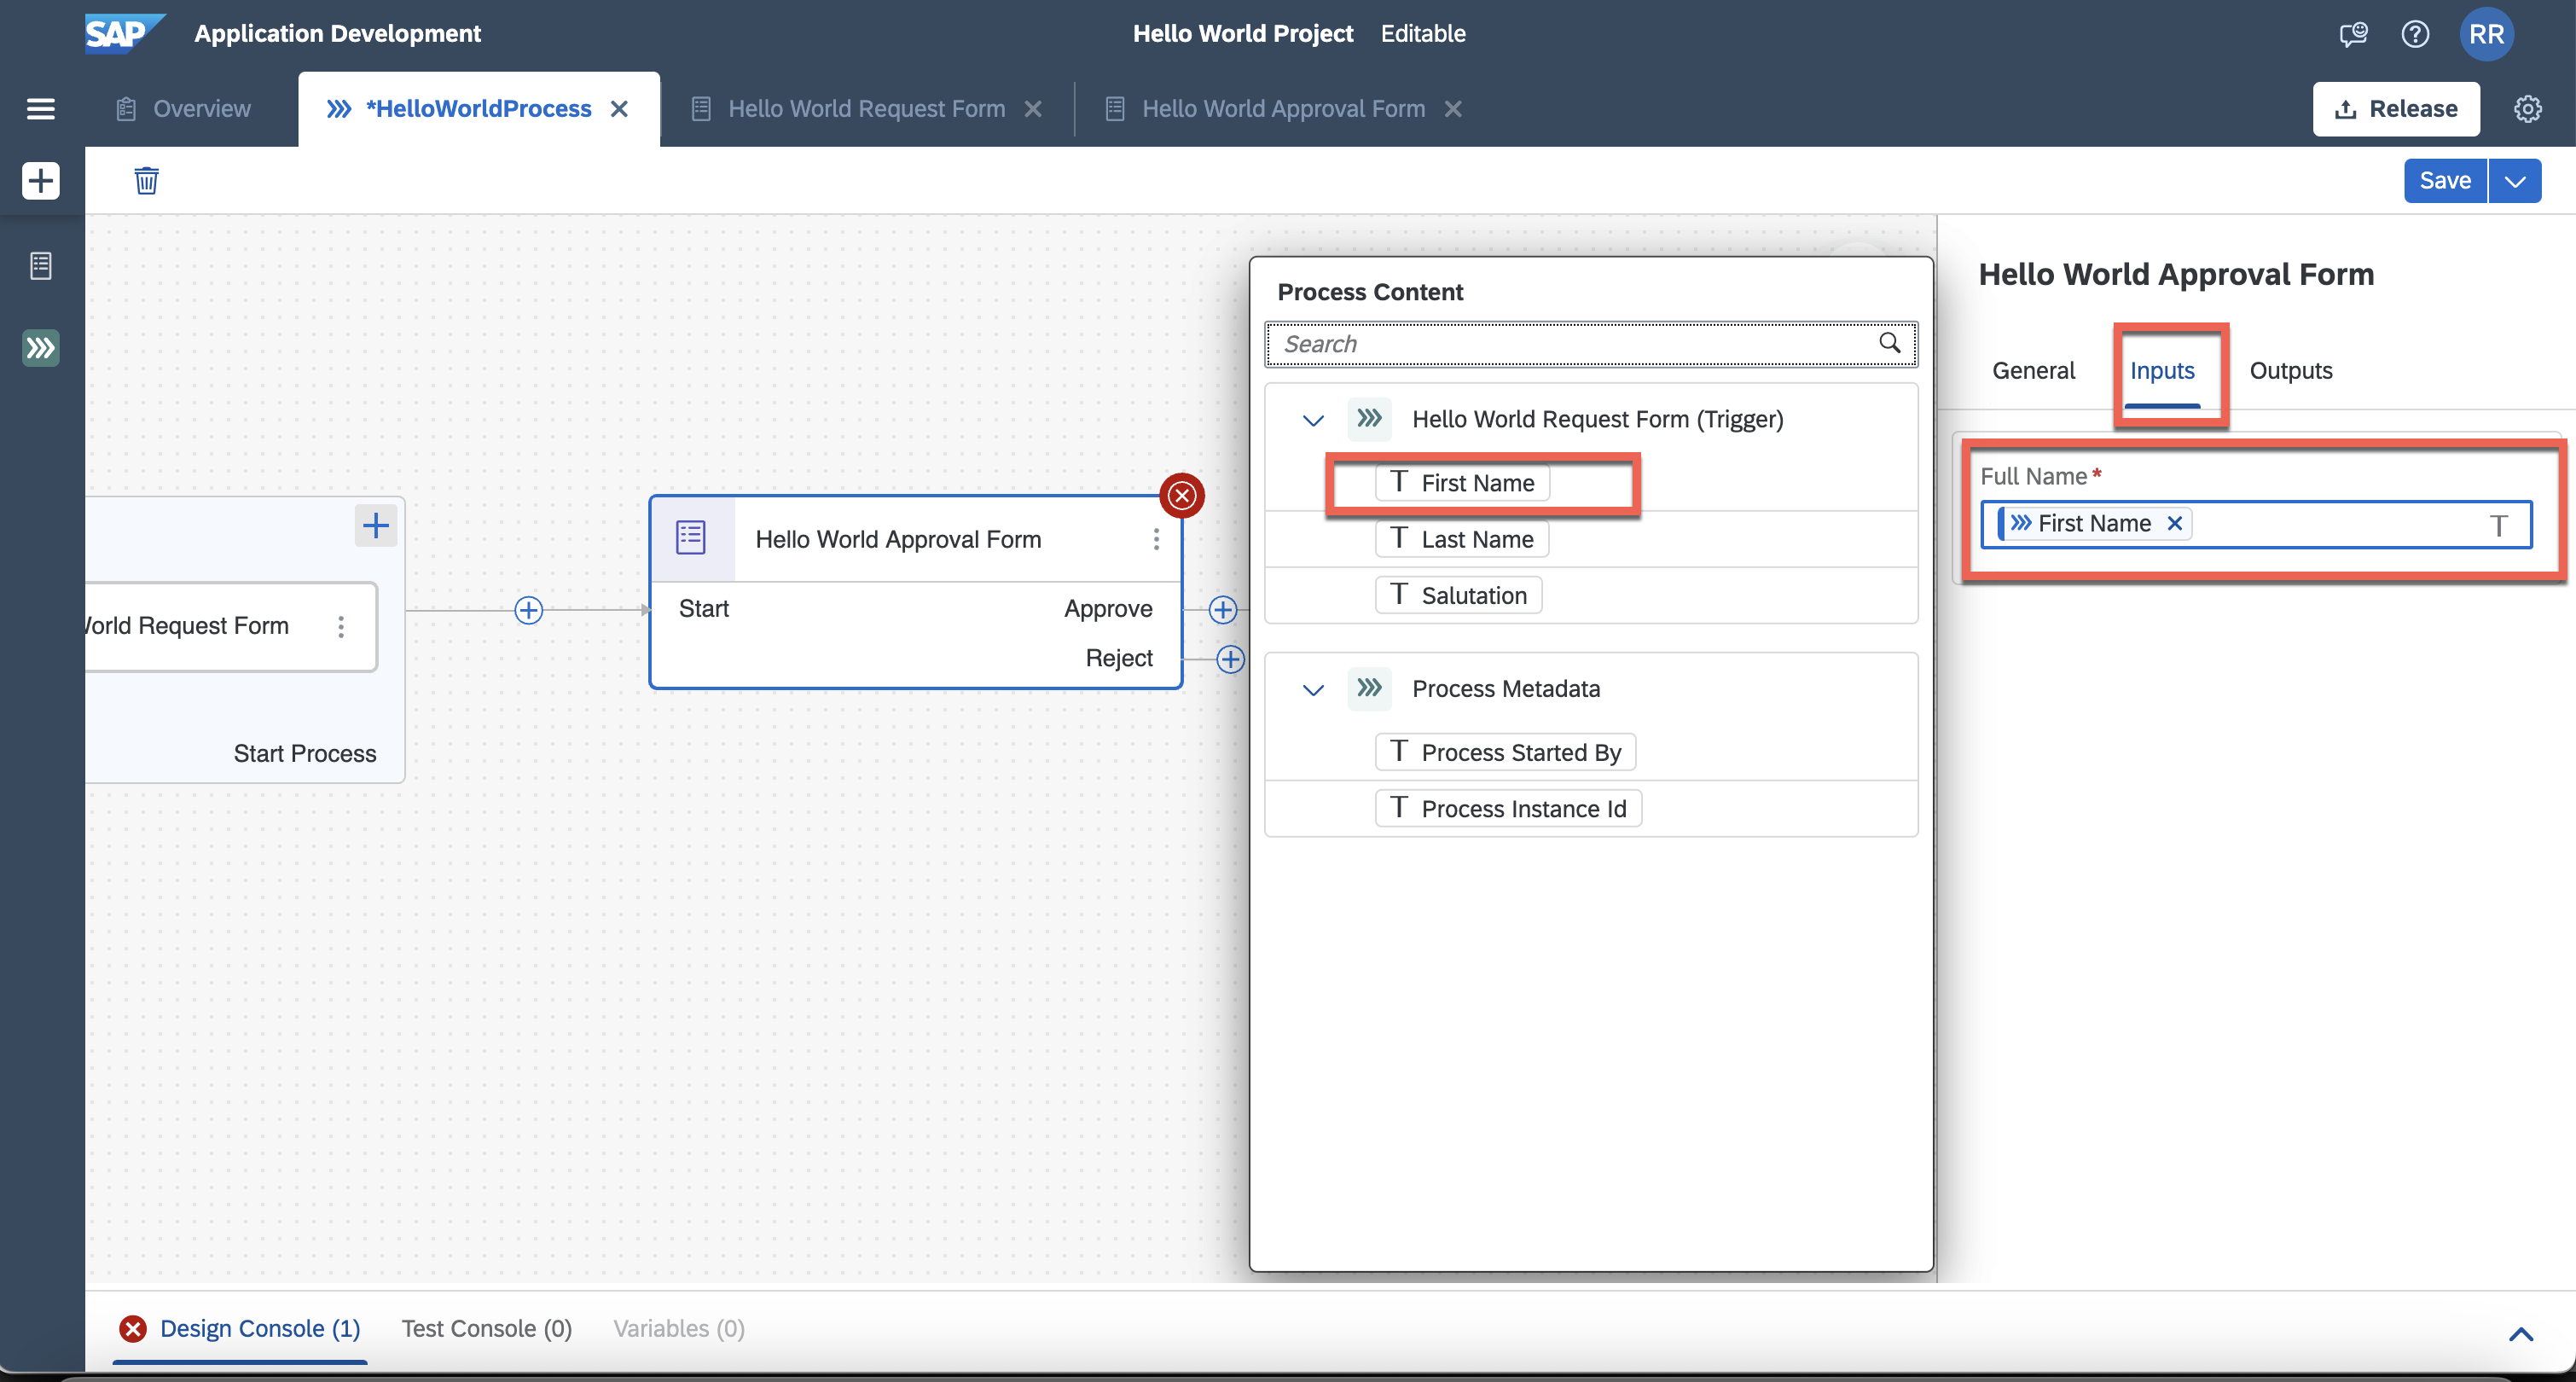 SAP Application Development Hello World Project Editable RR
Overview *HelloWorldProcess Hello World Request Form Hello World Approval Form Release
Save
Process Content
Search
Hello World Request Form (Trigger)
T First Name
T Last Name
T Salutation
Process Metadata
T Process Started By
T Process Instance Id
Hello World Approval Form
General Inputs Outputs
Full Name*
First Name T
World Request Form
Start Process
Hello World Approval Form
Start Approve
Reject
Design Console (1) Test Console (0) Variables (0)